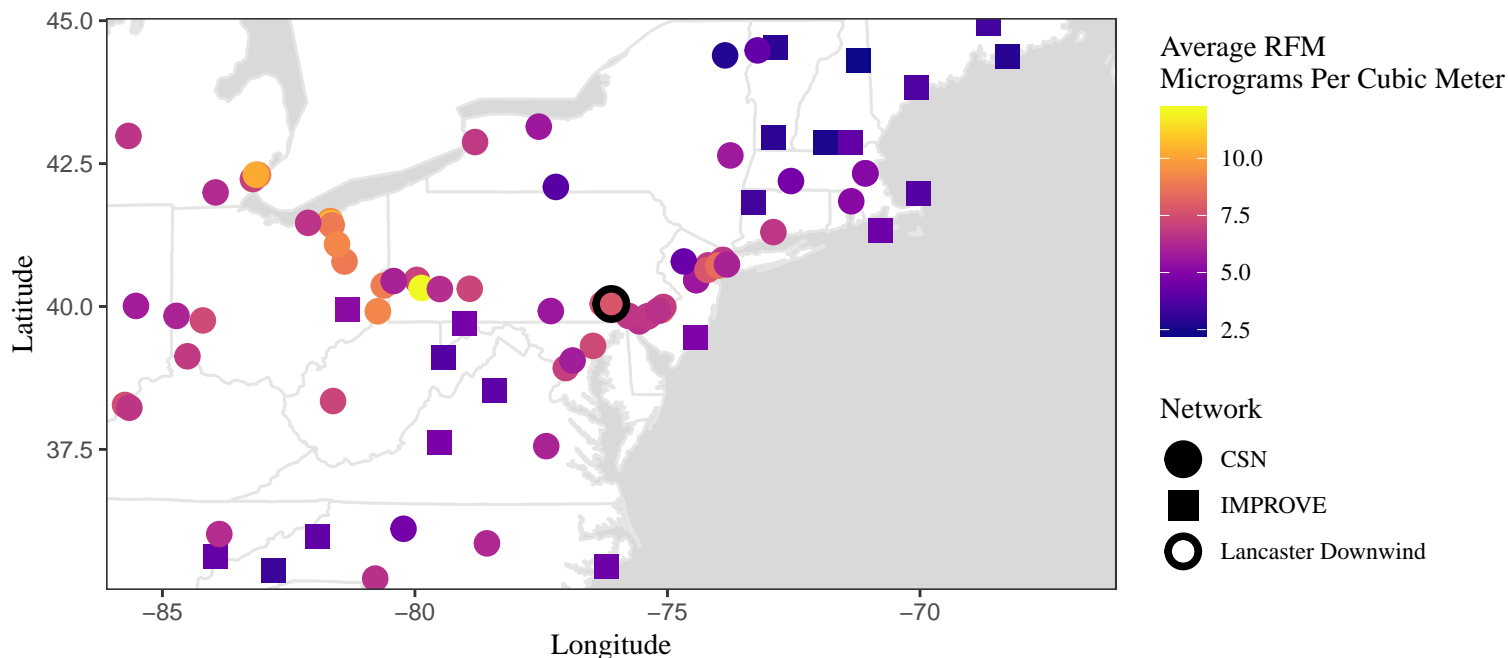 45.0
42.5
40.0
37.5
Latitude
−85
−80
−75
−70
Longitude
Average RFM
Micrograms Per Cubic Meter
10.0
7.5
5.0
2.5
Network
CSN
IMPROVE
Lancaster Downwind